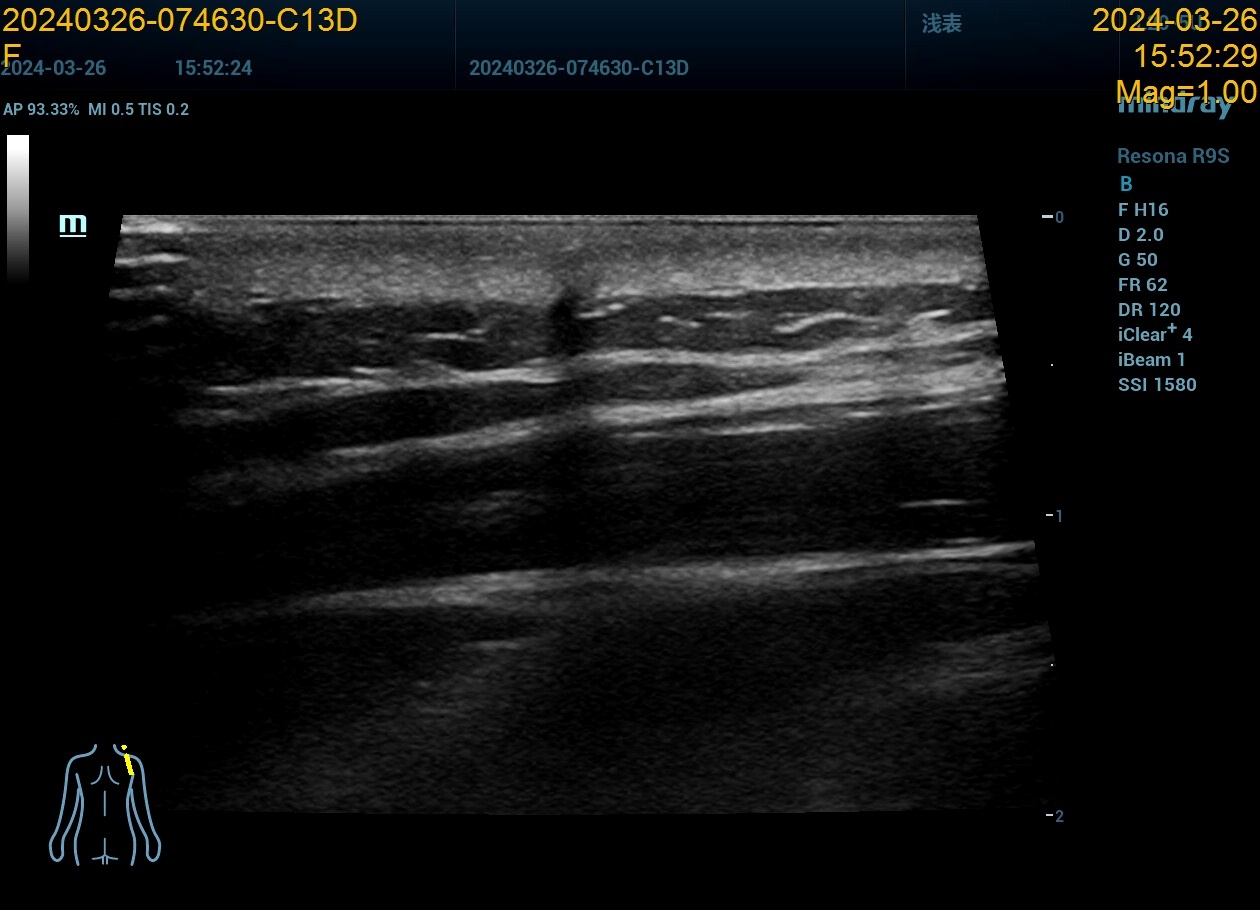 20240326-074630-C13D
F
2024-03-26 15:52:24 20240326-074630-C13D
浅表
2024-03-26
15:52:29
Mag=1.00
mindray
AP 93.33% MI 0.5 TIS 0.2
Resona R9S
B
F H16
D 2.0
G 50
FR 62
DR 120
iClear+ 4
iBeam 1
SSI 1580
m
0
1
2